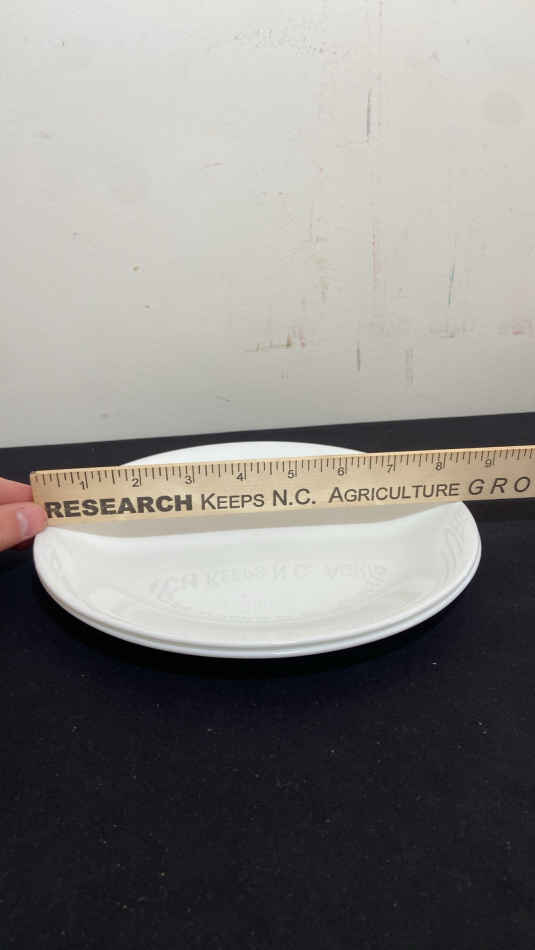 1 2 3 4 5 6 7 8 9
RESEARCH KEEPS N.C. AGRICULTURE GRO